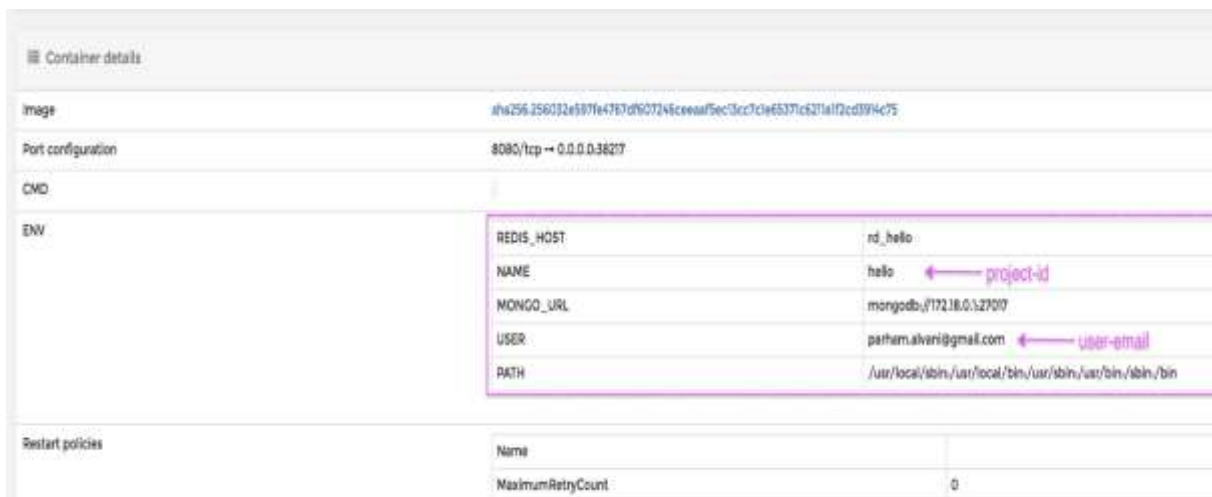 Container details
Image
Port configuration 8080/tcp → 0.0.0.0:38217
CMD
ENV
REDIS_HOST rd_hello
NAME hello project-id
MONGO_URL mongodb://172.18.0.1:27017
USER parham.alvani@gmail.com user-email
PATH /usr/local/sbin:/usr/local/bin:/usr/sbin:/usr/bin:/sbin:/bin
Restart policies
Name
MaximumRetryCount 0